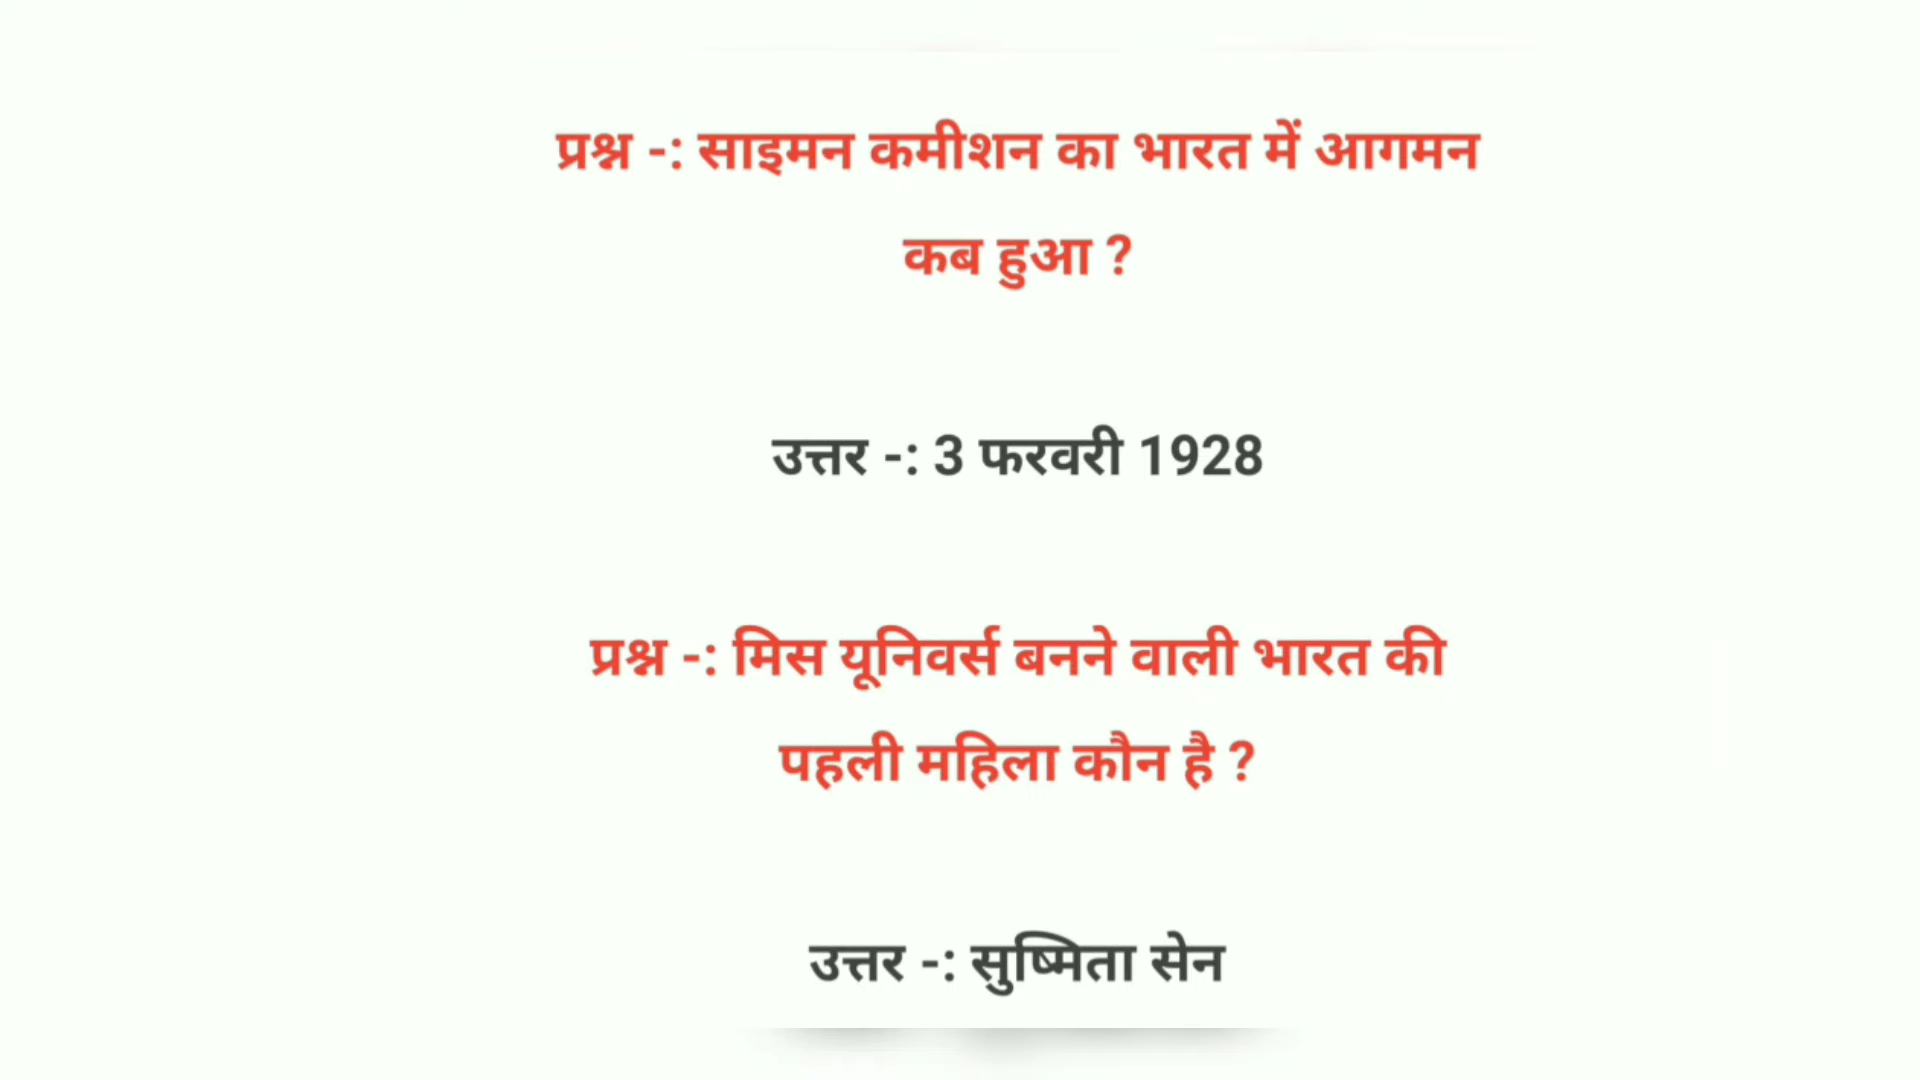 प्रश्न -: साइमन कमीशन का भारत में आगमन
कब हुआ ?
उत्तर -: 3 फरवरी 1928
प्रश्न -: मिस यूनिवर्स बनने वाली भारत की
पहली महिला कौन है ?
उत्तर -: सुष्मिता सेन